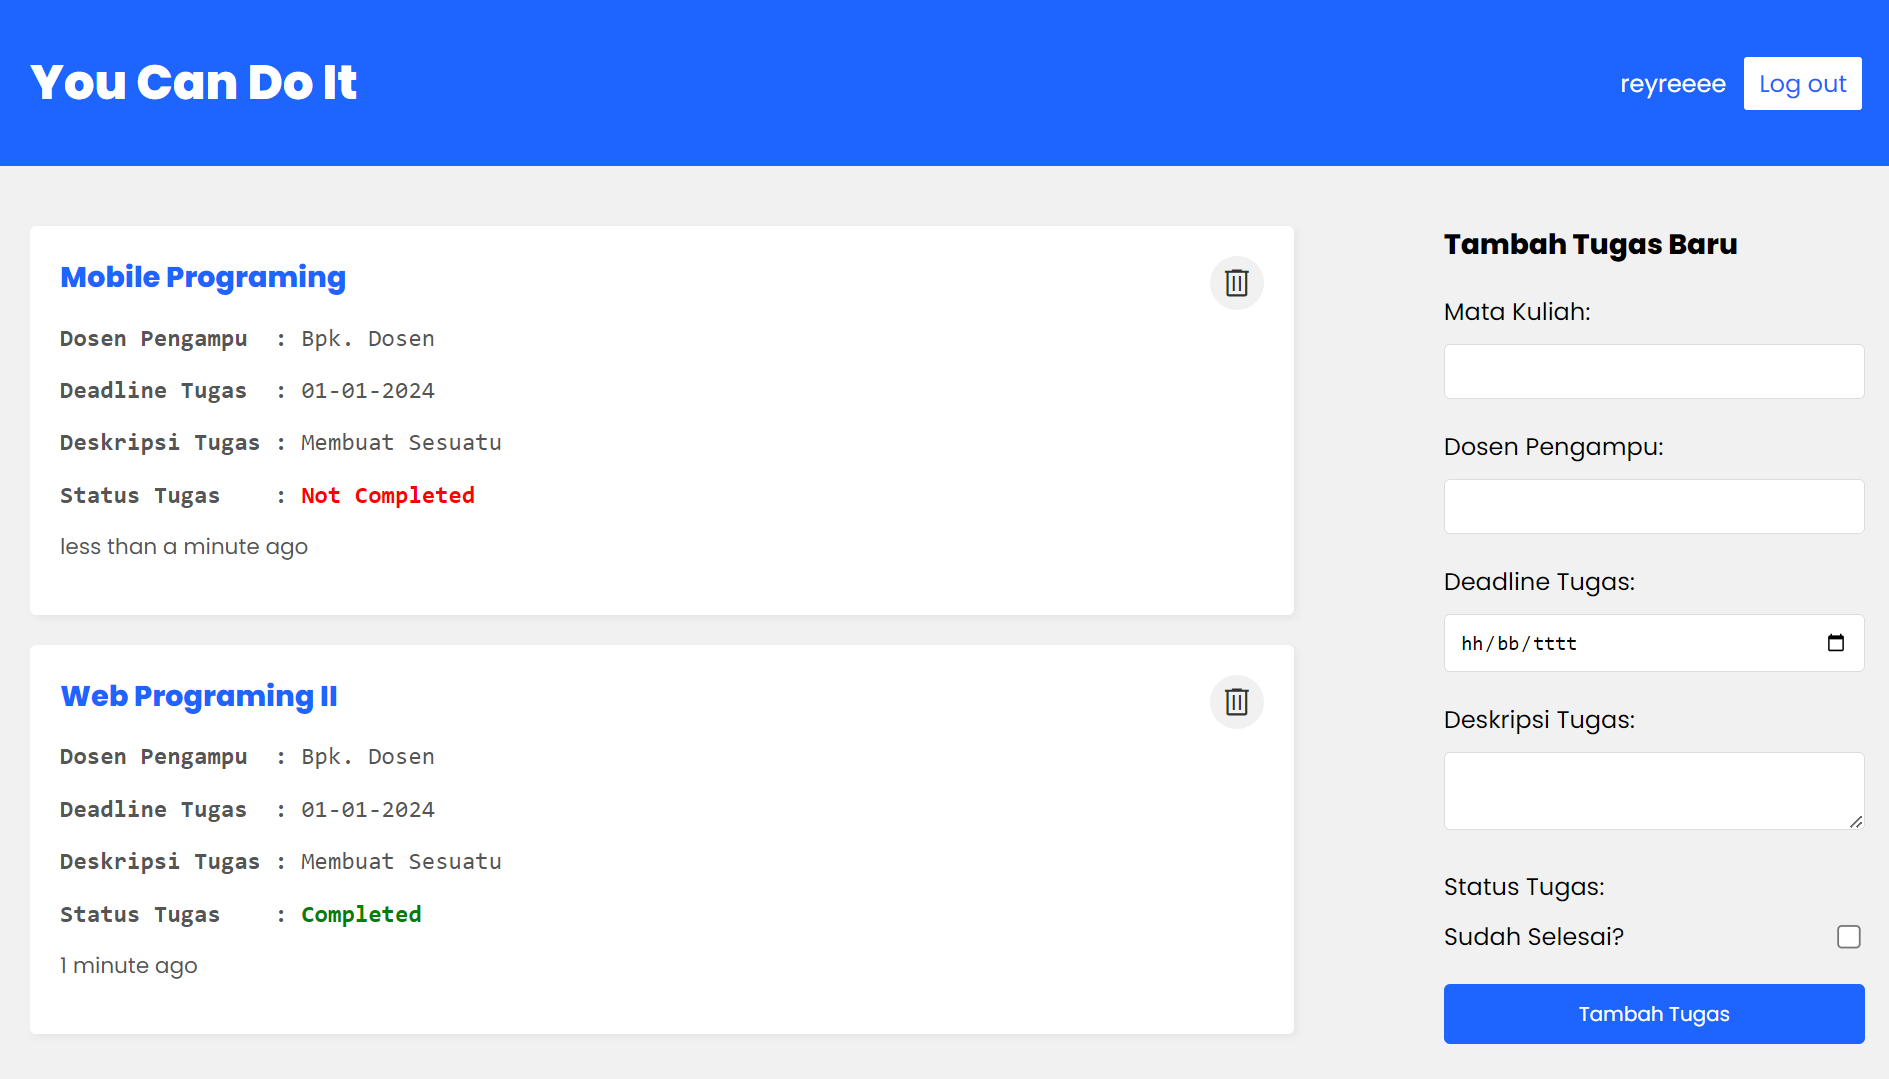 You Can Do It
reyreeee
Log out
Mobile Programing
Dosen Pengampu : Bpk. Dosen
Deadline Tugas : 01-01-2024
Deskripsi Tugas : Membuat Sesuatu
Status Tugas : Not Completed
less than a minute ago
Web Programing II
Dosen Pengampu : Bpk. Dosen
Deadline Tugas : 01-01-2024
Deskripsi Tugas : Membuat Sesuatu
Status Tugas : Completed
1 minute ago
Tambah Tugas Baru
Mata Kuliah:
Dosen Pengampu:
Deadline Tugas:
hh/bb/tttt
Deskripsi Tugas:
Status Tugas:
Sudah Selesai?
Tambah Tugas